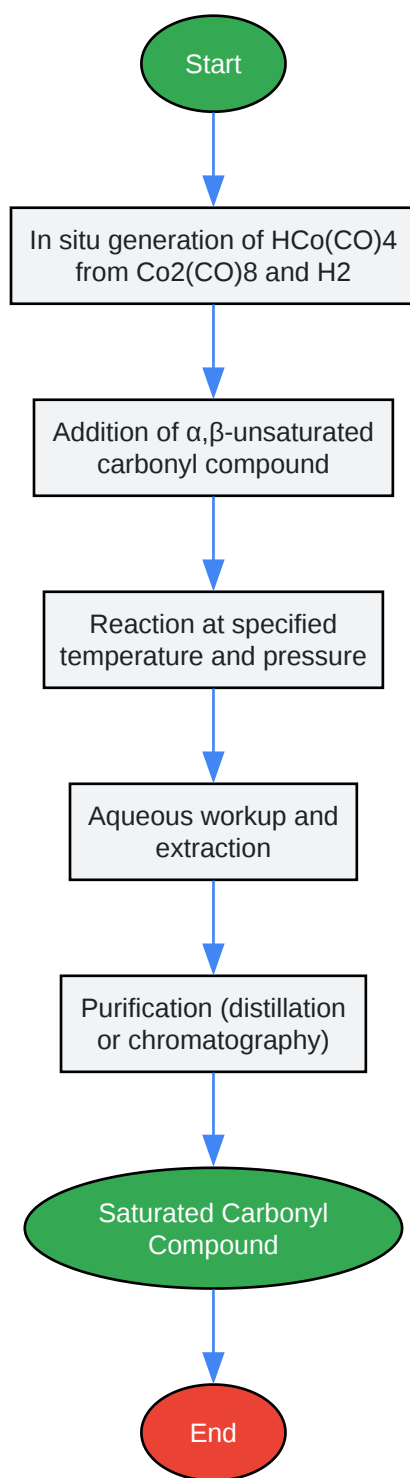 Start
In situ generation of HCo(CO)4
from Co2(CO)8 and H2
Addition of α,β-unsaturated
carbonyl compound
Reaction at specified
temperature and pressure
Aqueous workup and
extraction
Purification (distillation
or chromatography)
Saturated Carbonyl
Compound
End